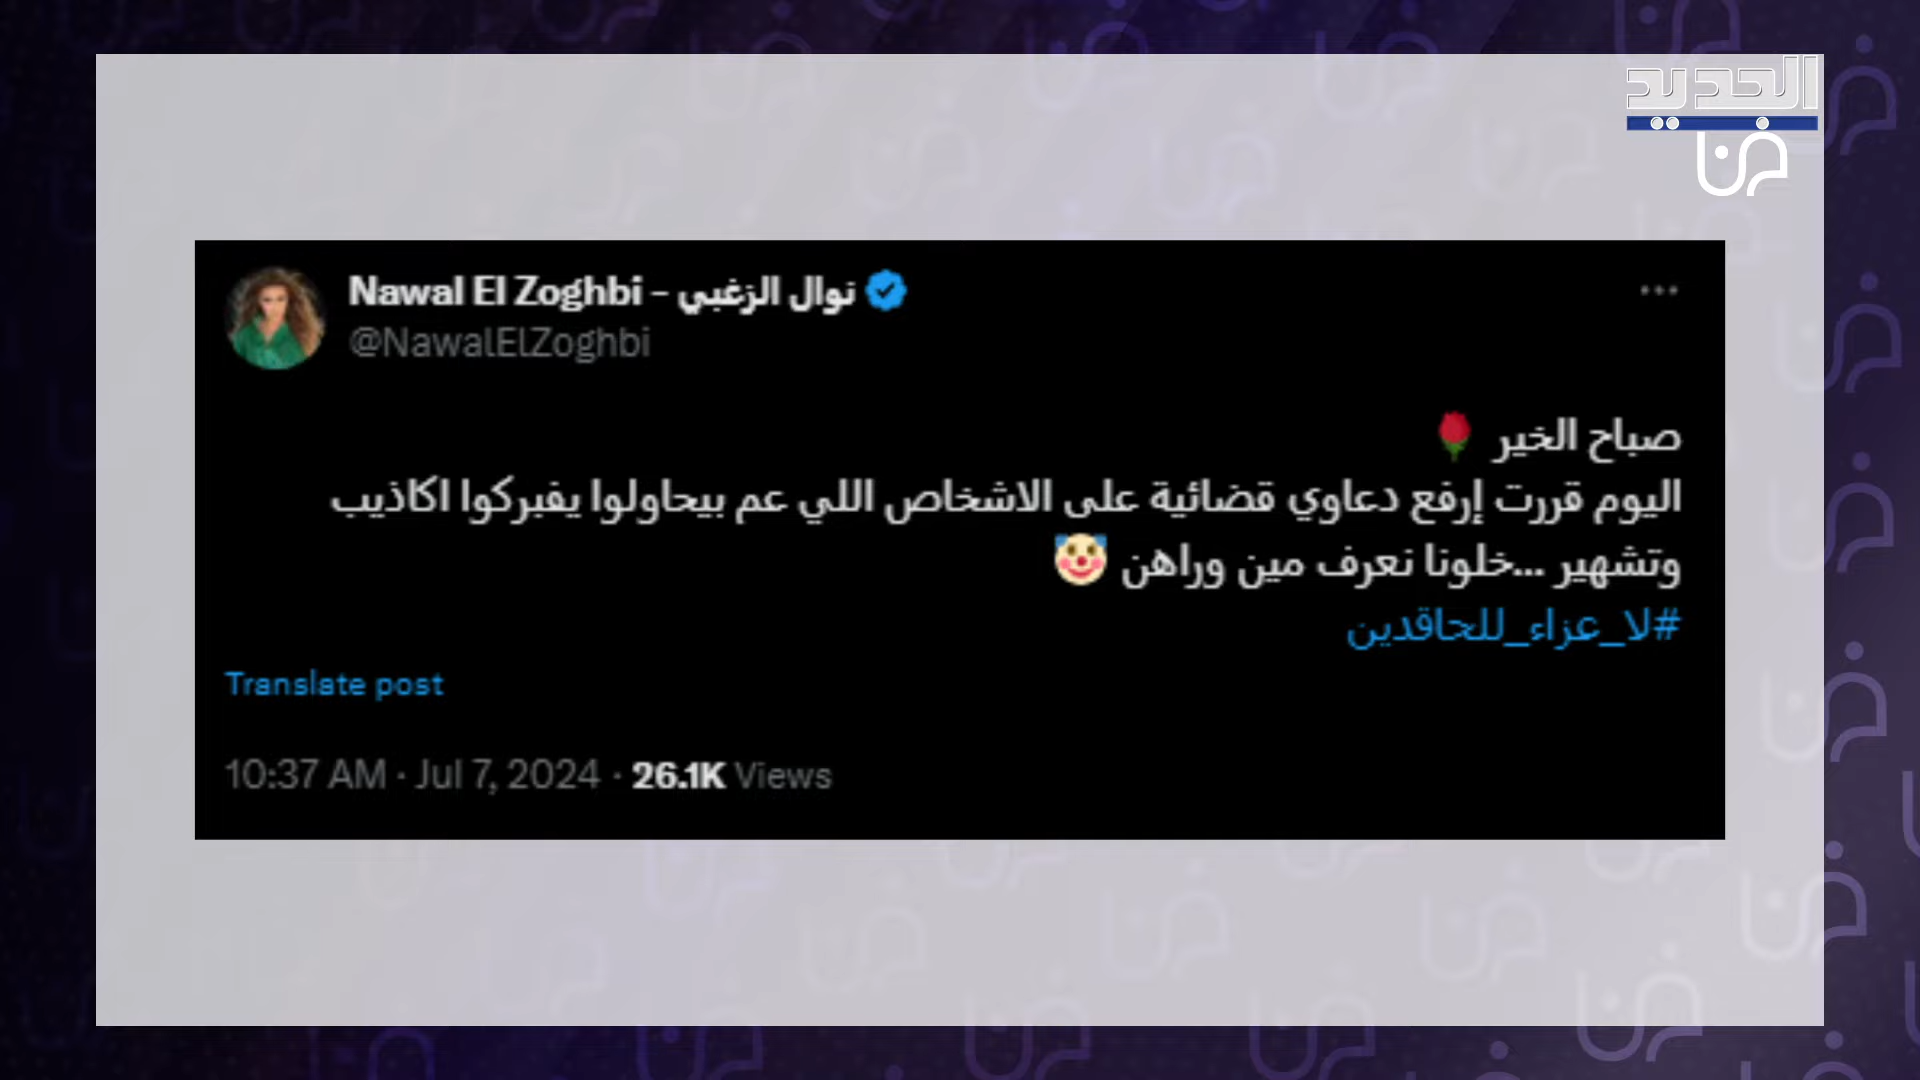 الجديد
فن
Nawal El Zoghbi - نوال الزغبي
@NawalElZoghbi
صباح الخير 🌹
اليوم قررت إرفع دعاوي قضائية على الاشخاص اللي عم بيحاولوا يفبركوا اكاذيب
وتشهير ...خلونا نعرف مين وراهن 🤡
#لا_عزاء_للحاقدين
Translate post
10:37 AM · Jul 7, 2024 · 26.1K Views